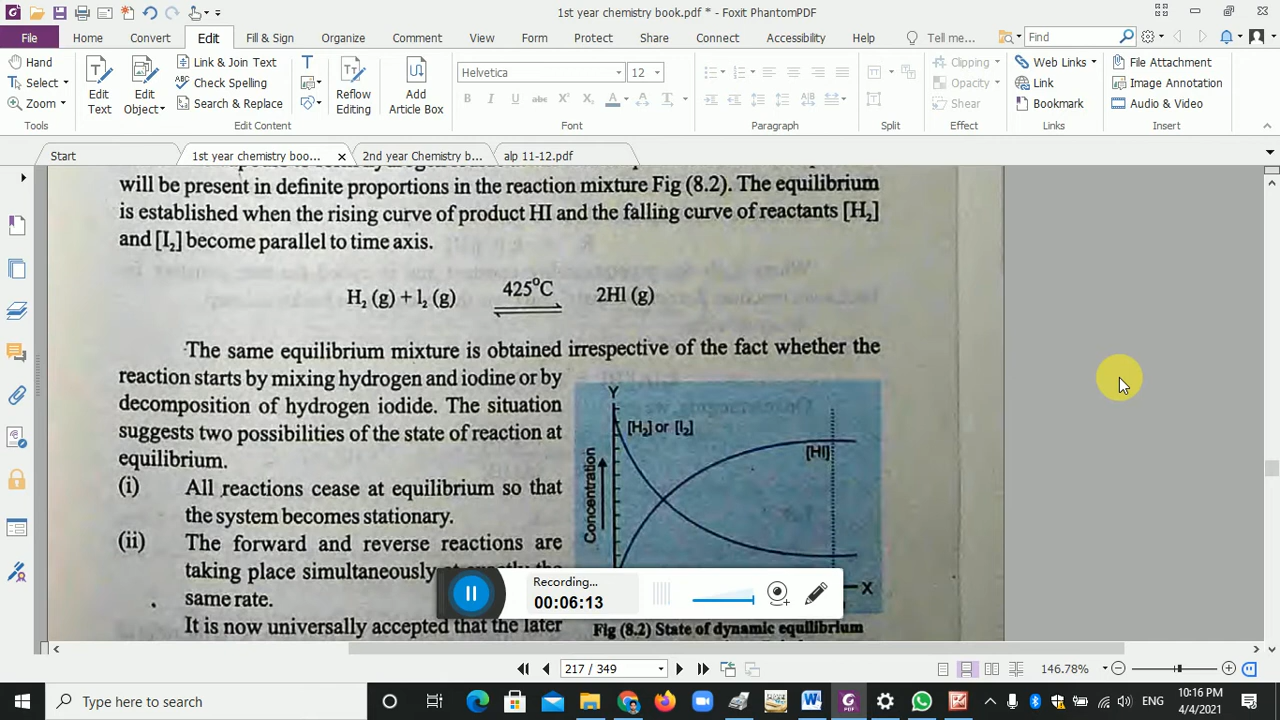 1st year chemistry book.pdf * - Foxit PhantomPDF
File
Home
Convert
Edit
Fill & Sign
Organize
Comment
View
Form
Protect
Share
Connect
Accessibility
Help
Tell me...
Find
Hand
Select
Zoom
Tools
Edit
Text
Edit
Object
Link & Join Text
Check Spelling
Search & Replace
Edit Content
T
Reflow
Editing
Add
Article Box
Helvetica
12
B I U abc X² X₂ A
Font
Paragraph
Split
Clipping
Opacity
Shear
Effect
Web Links
Link
Bookmark
Links
File Attachment
Image Annotation
Audio & Video
Insert
Start
1st year chemistry boo... x
2nd year Chemistry b...
alp 11-12.pdf
will be present in definite proportions in the reaction mixture Fig (8.2). The equilibrium
is established when the rising curve of product HI and the falling curve of reactants [H₂]
and [I₂] become parallel to time axis.
H₂ (g) + l₂ (g) 425°C ⇌ 2Hl (g)
The same equilibrium mixture is obtained irrespective of the fact whether the
reaction starts by mixing hydrogen and iodine or by
decomposition of hydrogen iodide. The situation
suggests two possibilities of the state of reaction at
equilibrium.
(i) All reactions cease at equilibrium so that
the system becomes stationary.
(ii) The forward and reverse reactions are
taking place simultaneously
same rate.
It is now universally accepted that the later
Y
[H₂] or [I₂]
[HI]
Concentration
X
Fig (8.2) State of dynamic equilibrium
Recording...
00:06:13
217 / 349
146.78%
Type here to search
ENG
10:16 PM
4/4/2021